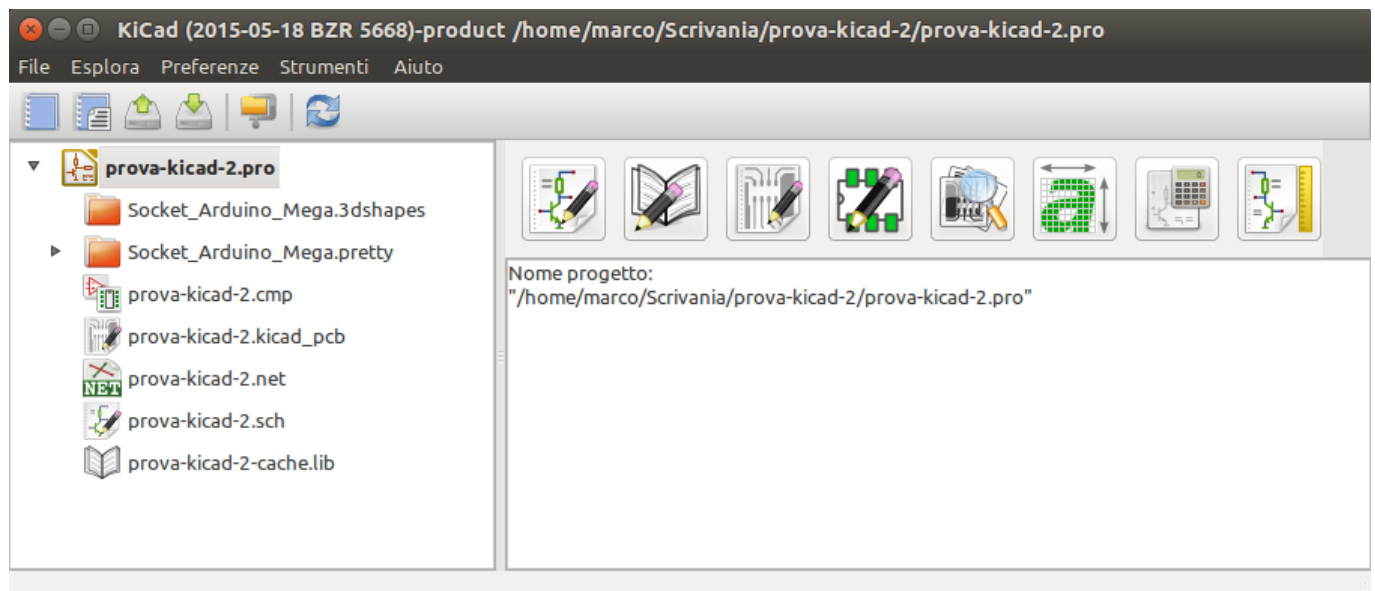 KiCad (2015-05-18 BZR 5668)-product /home/marco/Scrivania/prova-kicad-2/prova-kicad-2.pro
File Esplora Preferenze Strumenti Aiuto
prova-kicad-2.pro
Socket_Arduino_Mega.3dshapes
Socket_Arduino_Mega.pretty
prova-kicad-2.cmp
prova-kicad-2.kicad_pcb
NET
prova-kicad-2.net
prova-kicad-2.sch
prova-kicad-2-cache.lib
a
Nome progetto:
"/home/marco/Scrivania/prova-kicad-2/prova-kicad-2.pro"